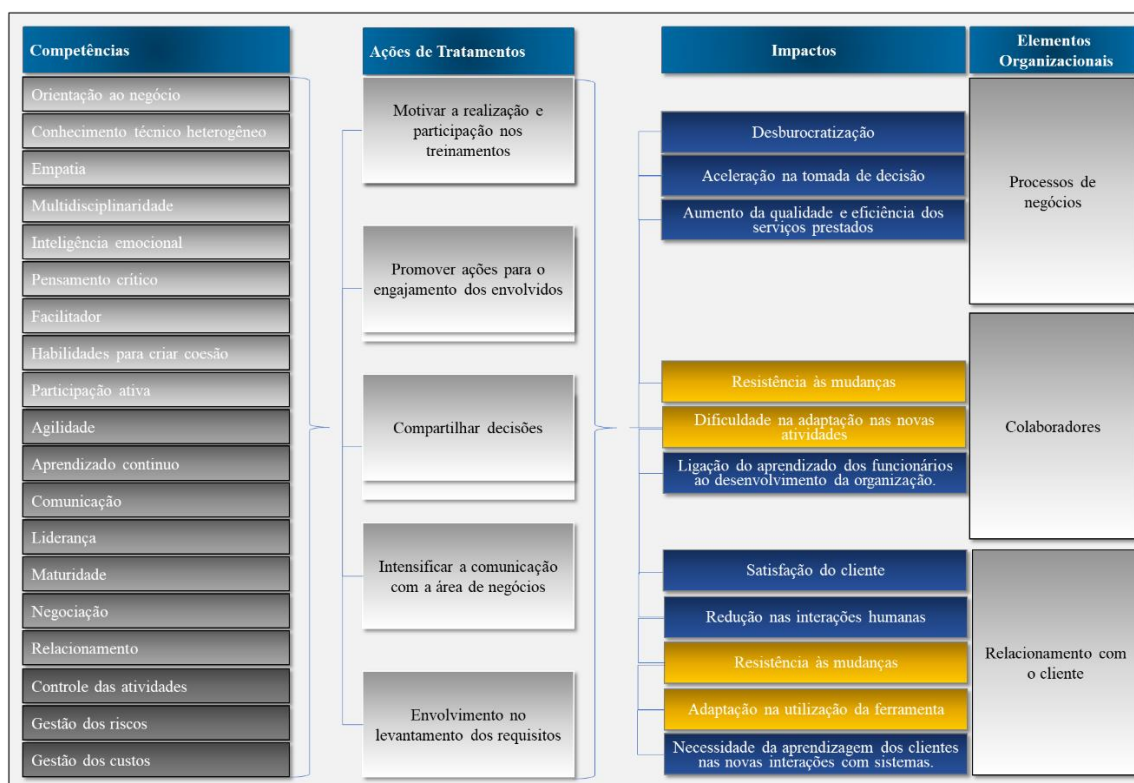 Competências
Orientação ao negócio
Conhecimento técnico heterogêneo
Empatia
Multidisciplinaridade
Inteligência emocional
Pensamento crítico
Facilitador
Habilidades para criar coesão
Participação ativa
Agilidade
Aprendizado continuo
Comunicação
Liderança
Maturidade
Negociação
Relacionamento
Controle das atividades
Gestão dos riscos
Gestão dos custos
Ações de Tratamentos
Motivar a realização e
participação nos
treinamentos
Promover ações para o
engajamento dos envolvidos
Compartilhar decisões
Intensificar a comunicação
com a área de negócios
Envolvimento no
levantamento dos requisitos
Impactos
Desburocratização
Aceleração na tomada de decisão
Aumento da qualidade e eficiência dos
serviços prestados
Resistência às mudanças
Dificuldade na adaptação nas novas
atividades
Ligação do aprendizado dos funcionários
ao desenvolvimento da organização.
Satisfação do cliente
Redução nas interações humanas
Resistência às mudanças
Adaptação na utilização da ferramenta
Necessidade da aprendizagem dos clientes
nas novas interações com sistemas.
Elementos
Organizacionais
Processos de
negócios
Colaboradores
Relacionamento com
o cliente